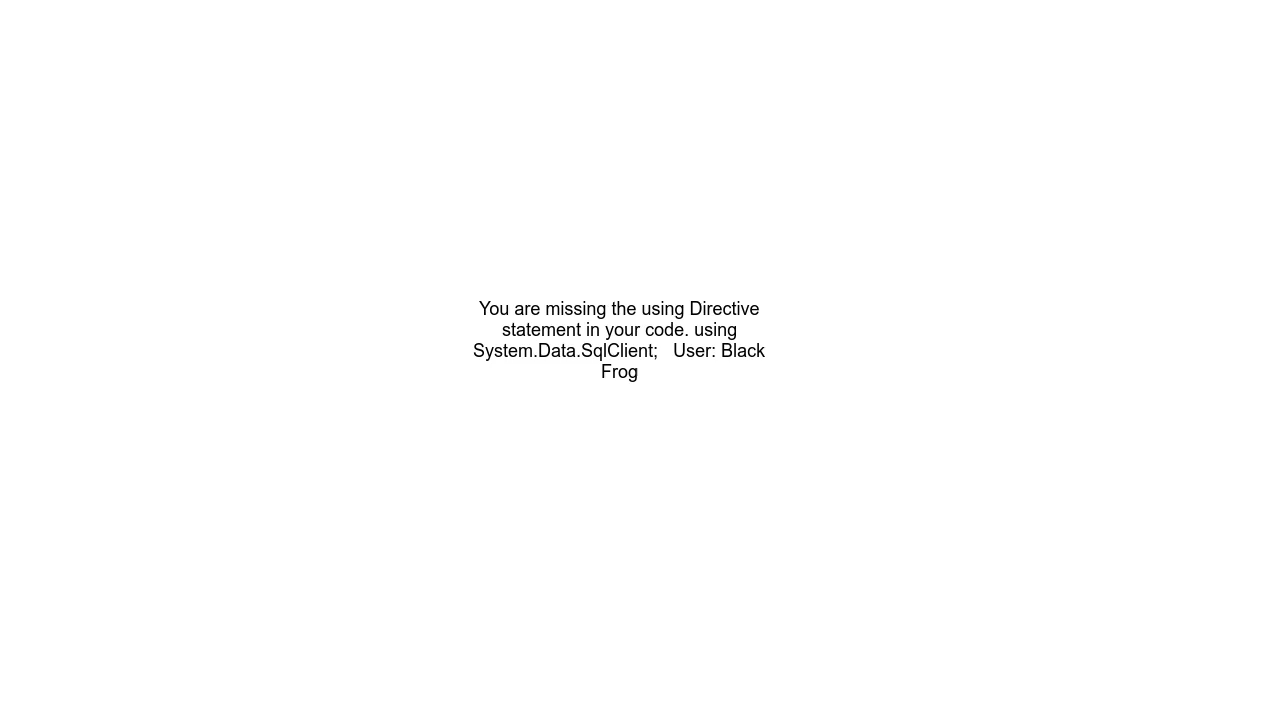 You are missing the using Directive
statement in your code. using
System.Data.SqlClient;   User: Black
Frog